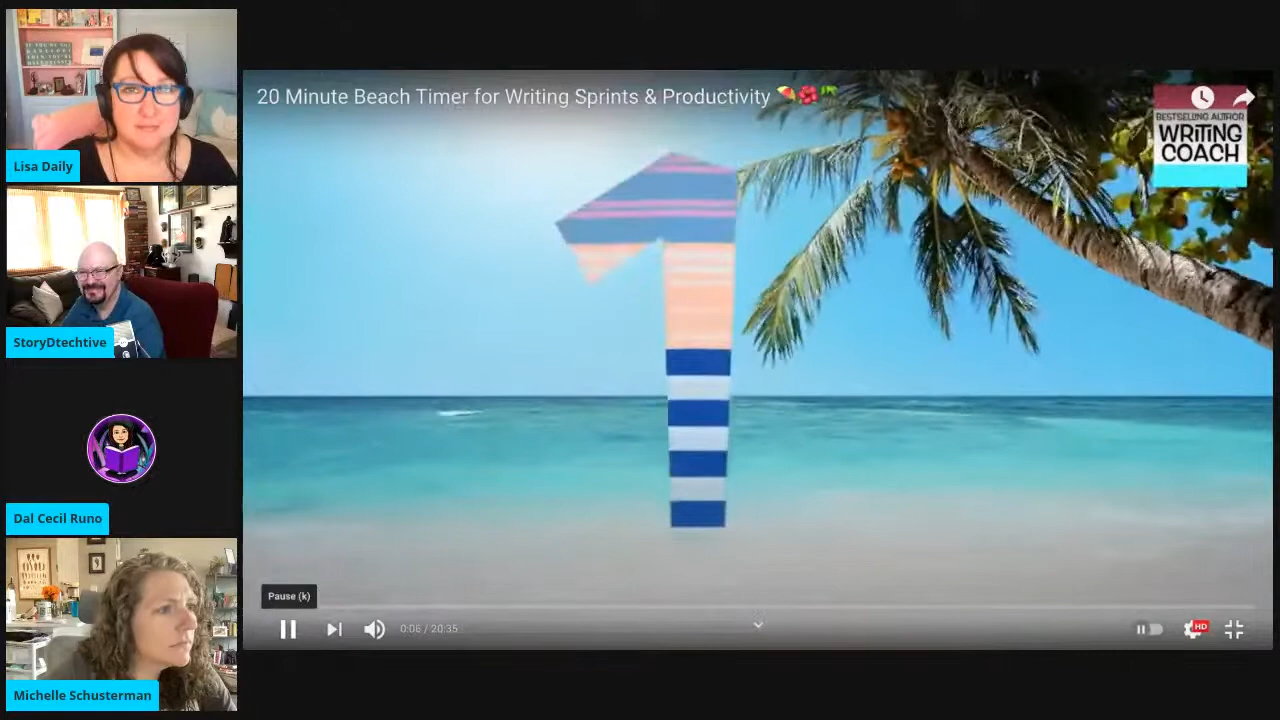 Lisa Daily
StoryDtechtive
Dal Cecil Runo
Michelle Schusterman
20 Minute Beach Timer for Writing Sprints & Productivity
BESTSELLING AUTHOR
WRiTiNG
COACH
1
Pause (k)
0:06 / 20:35
HD